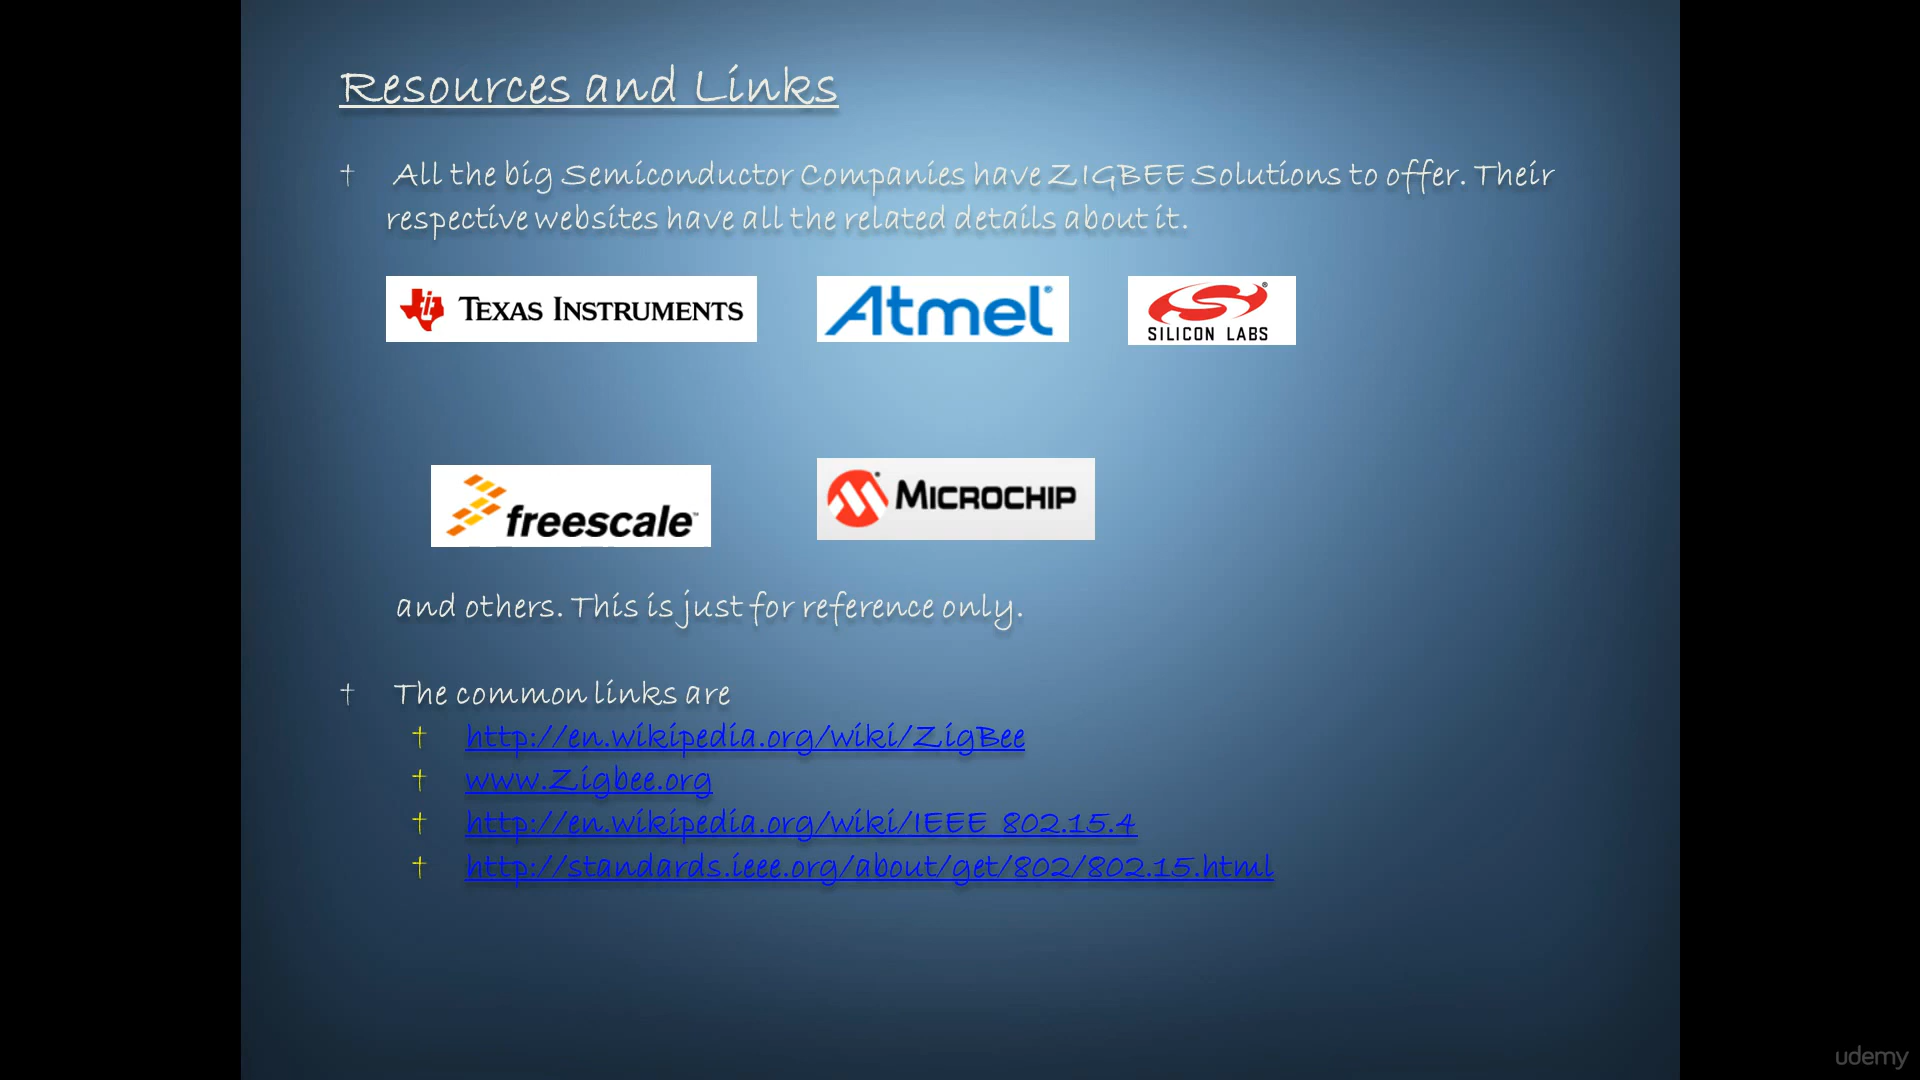 Resources and Links
† All the big Semiconductor Companies have ZIGBEE Solutions to offer. Their
respective websites have all the related details about it.
TEXAS INSTRUMENTS
Atmel®
SILICON LABS®
freescale™
MICROCHIP
and others. This is just for reference only.
† The common links are
† http://en.wikipedia.org/wiki/ZigBee
† www.Zigbee.org
† http://en.wikipedia.org/wiki/IEEE_802.15.4
† http://standards.ieee.org/about/get/802/802.15.html
udemy